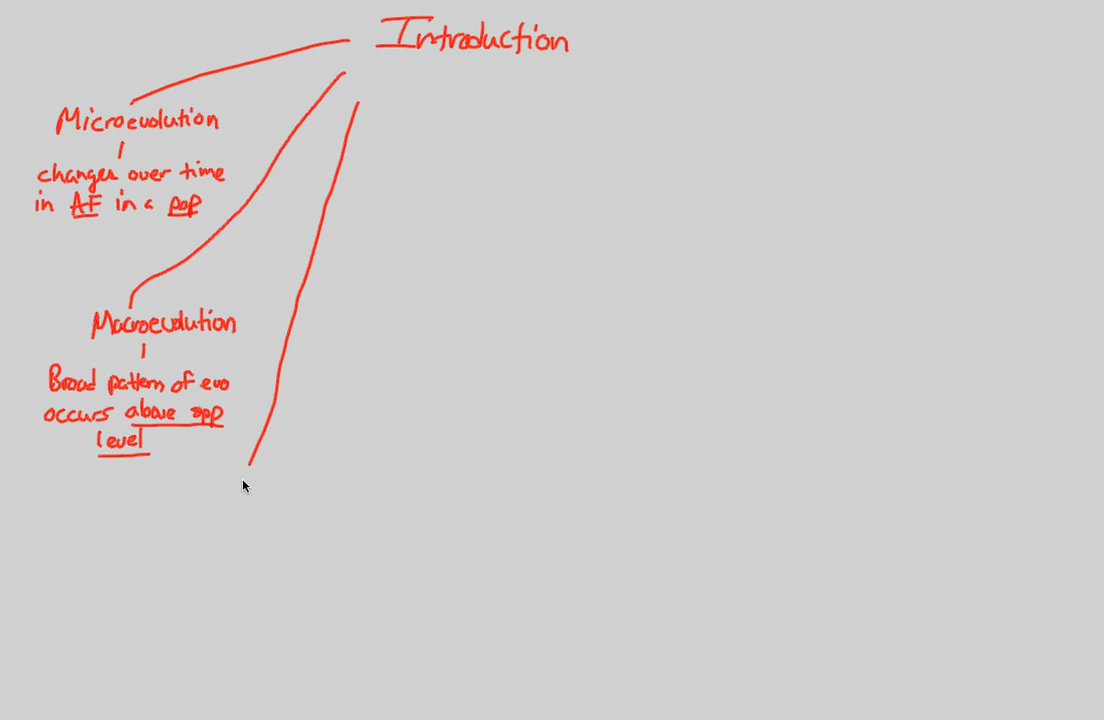 Introduction
Microevolution
changes over time
in AF in a pop
Macroevolution
Broad pattern of evo
occurs above spp
level